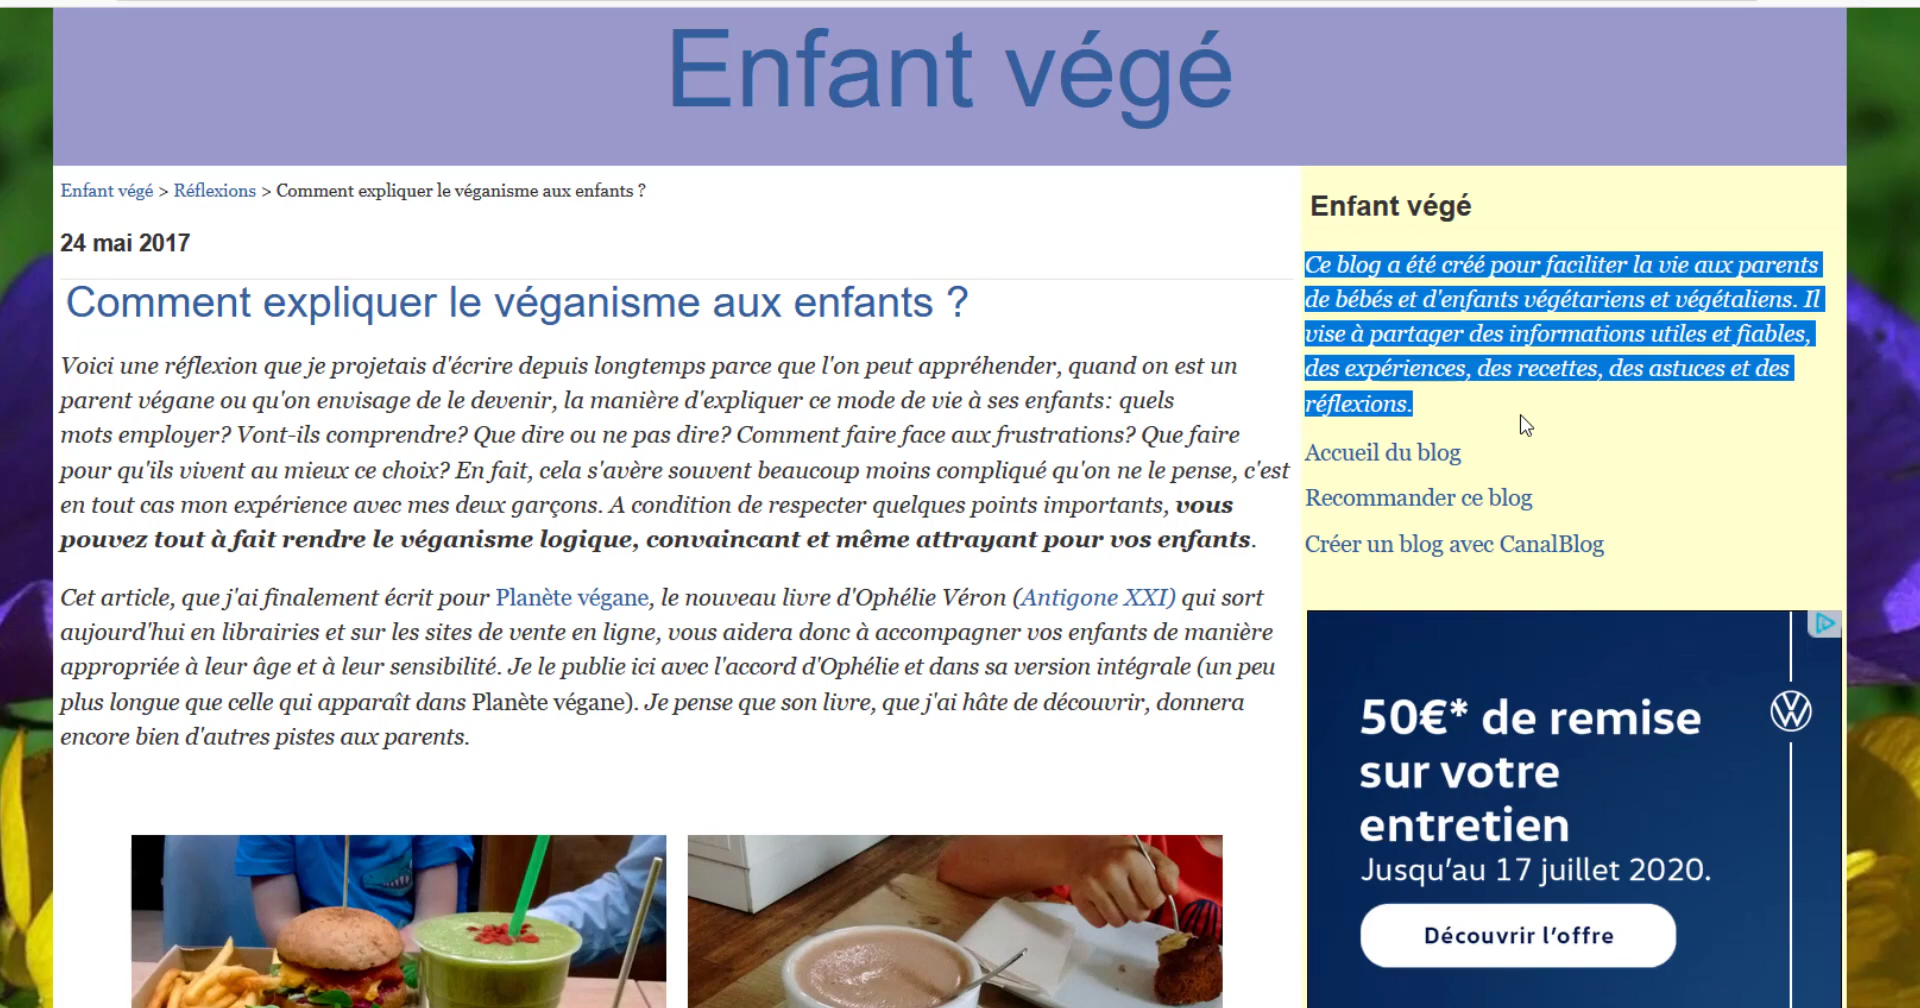 Enfant végé
Enfant végé > Réflexions > Comment expliquer le véganisme aux enfants ?
24 mai 2017
Comment expliquer le véganisme aux enfants ?
Voici une réflexion que je projetais d'écrire depuis longtemps parce que l'on peut appréhender, quand on est un
parent végane ou qu'on envisage de le devenir, la manière d'expliquer ce mode de vie à ses enfants: quels
mots employer? Vont-ils comprendre? Que dire ou ne pas dire? Comment faire face aux frustrations? Que faire
pour qu'ils vivent au mieux ce choix? En fait, cela s'avère souvent beaucoup moins compliqué qu'on ne le pense, c'est
en tout cas mon expérience avec mes deux garçons. A condition de respecter quelques points importants, vous
pouvez tout à fait rendre le véganisme logique, convaincant et même attrayant pour vos enfants.
Cet article, que j'ai finalement écrit pour Planète végane, le nouveau livre d'Ophélie Véron (Antigone XXI) qui sort
aujourd'hui en librairies et sur les sites de vente en ligne, vous aidera donc à accompagner vos enfants de manière
appropriée à leur âge et à leur sensibilité. Je le publie ici avec l'accord d'Ophélie et dans sa version intégrale (un peu
plus longue que celle qui apparaît dans Planète végane). Je pense que son livre, que j'ai hâte de découvrir, donnera
encore bien d'autres pistes aux parents.
Enfant végé
Ce blog a été créé pour faciliter la vie aux parents
de bébés et d'enfants végétariens et végétaliens. Il
vise à partager des informations utiles et fiables,
des expériences, des recettes, des astuces et des
réflexions.
Accueil du blog
Recommander ce blog
Créer un blog avec CanalBlog
50€* de remise
sur votre
entretien
Jusqu'au 17 juillet 2020.
Découvrir l'offre